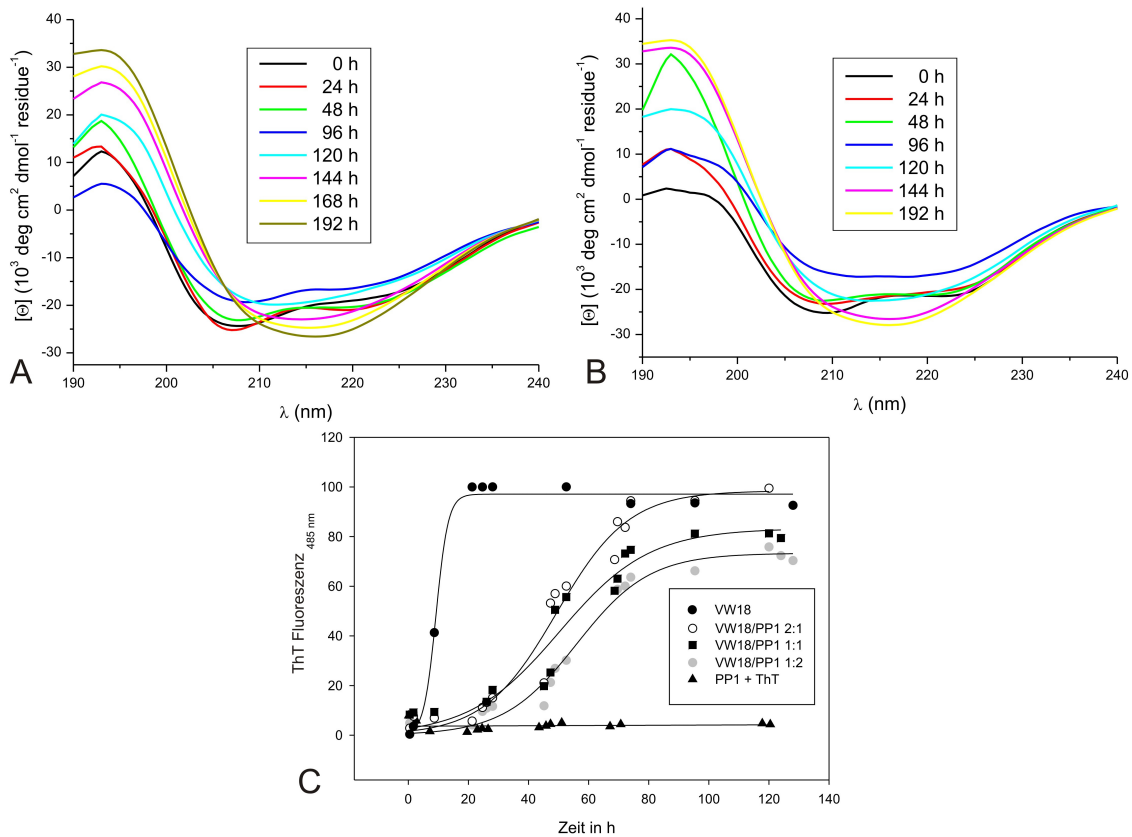 [Θ] (10³ deg cm² dmol⁻¹ residue⁻¹)
40
30
20
10
0
-10
-20
-30
190 200 210 220 230 240
λ (nm)
A
0 h
24 h
48 h
96 h
120 h
144 h
168 h
192 h
[Θ] (10³ deg cm² dmol⁻¹ residue⁻¹)
40
30
20
10
0
-10
-20
-30
190 200 210 220 230 240
λ (nm)
B
0 h
24 h
48 h
96 h
120 h
144 h
192 h
ThT Fluoreszenz 485 nm
120
100
80
60
40
20
0
0 20 40 60 80 100 120 140
Zeit in h
C
VW18
VW18/PP1 2:1
VW18/PP1 1:1
VW18/PP1 1:2
PP1 + ThT